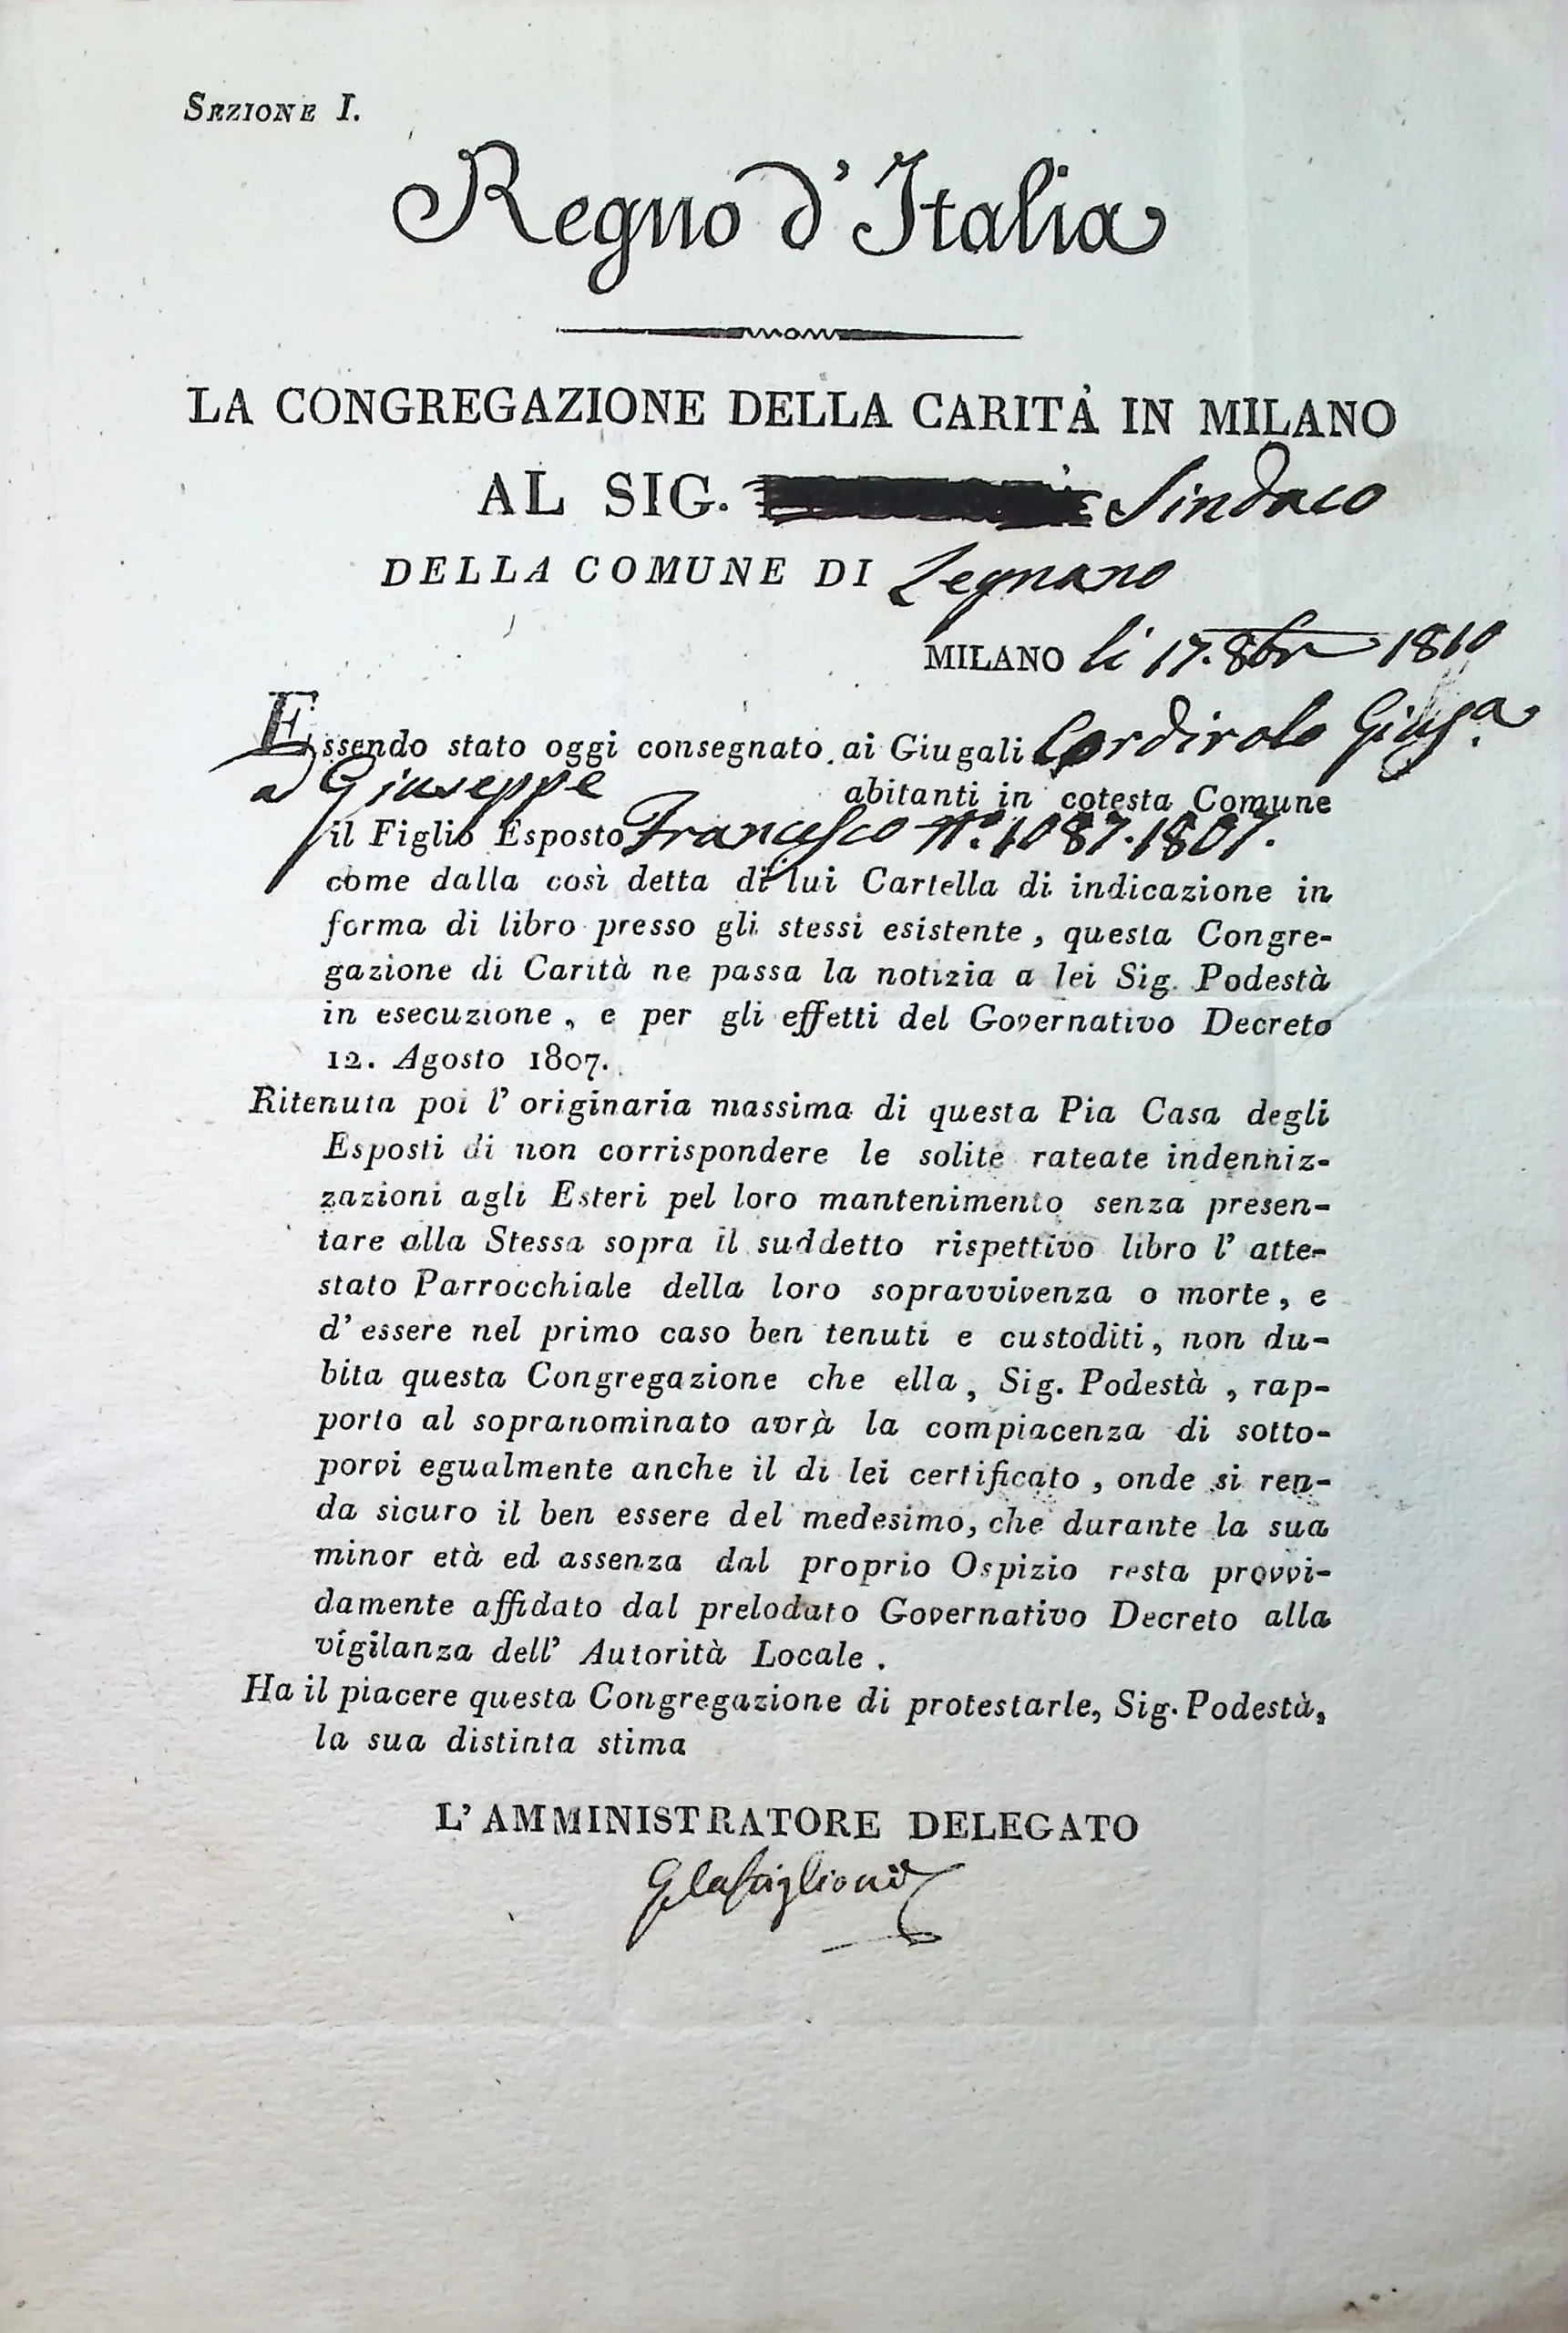 SEZIONE I.
Regno d'Italia
LA CONGREGAZIONE DELLA CARITÀ IN MILANO
AL SIG. Sindaco
DELLA COMUNE DI Legnano
MILANO li 17. 8br 1810
Essendo stato oggi consegnato ai Giugali Cordirolo Gius.a
a Giuseppe abitanti in cotesta Comune
il Figlio Esposto Francesco N.o 1087. 1807.
come dalla così detta di lui Cartella di indicazione in
forma di libro presso gli stessi esistente, questa Congre-
gazione di Carità ne passa la notizia a lei Sig. Podestà
in esecuzione, e per gli effetti del Governativo Decreto
12. Agosto 1807.
Ritenuta poi l' originaria massima di questa Pia Casa degli
Esposti di non corrispondere le solite rateate indenniz-
zazioni agli Esteri pel loro mantenimento senza presen-
tare alla Stessa sopra il suddetto rispettivo libro l' atte-
stato Parrocchiale della loro sopravvivenza o morte, e
d' essere nel primo caso ben tenuti e custoditi, non du-
bita questa Congregazione che ella, Sig. Podestà, rap-
porto al sopranominato avrà la compiacenza di sotto-
porvi egualmente anche il di lei certificato, onde si ren-
da sicuro il ben essere del medesimo, che durante la sua
minor età ed assenza dal proprio Ospizio resta provvi-
damente affidato dal prelodato Governativo Decreto alla
vigilanza dell' Autorità Locale.
Ha il piacere questa Congregazione di protestarle, Sig. Podestà,
la sua distinta stima
L' AMMINISTRATORE DELEGATO